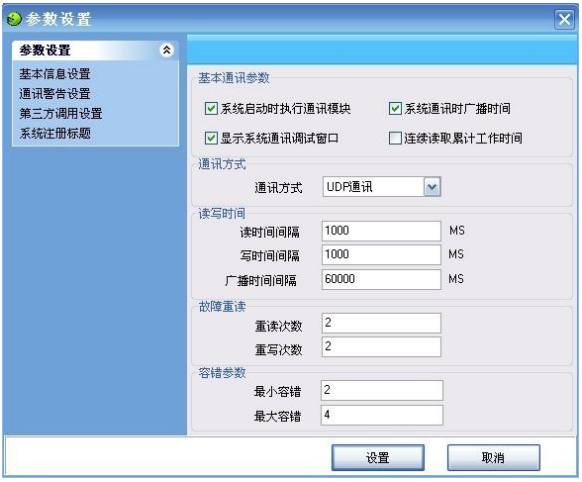 参数设置
参数设置
基本信息设置
通讯警告设置
第三方调用设置
系统注册标题
基本通讯参数
系统启动时执行通讯模块 系统通讯时广播时间
显示系统通讯调试窗口 连续读取累计工作时间
通讯方式
通讯方式 UDP通讯
读写时间
读时间间隔 1000 MS
写时间间隔 1000 MS
广播时间间隔 60000 MS
故障重读
重读次数 2
重写次数 2
容错参数
最小容错 2
最大容错 4
设置 取消